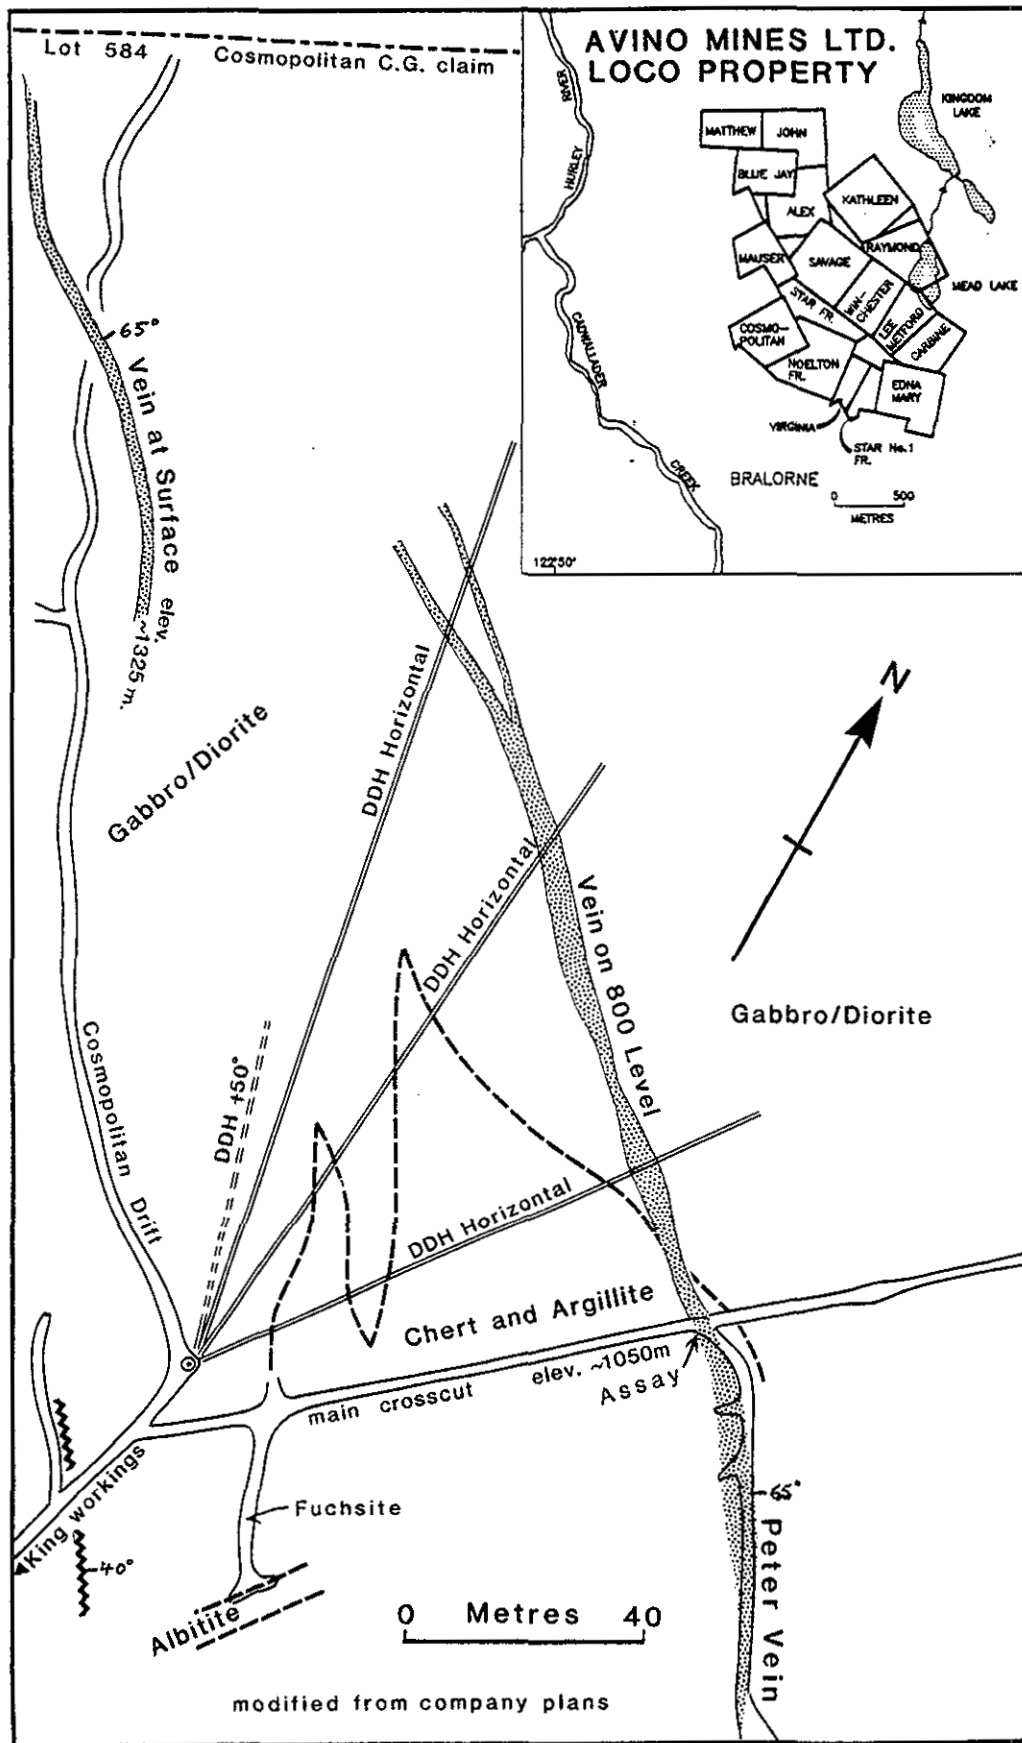 Lot 584
Cosmopolitan C.G. claim
AVINO MINES LTD.
LOCO PROPERTY
HURLEY
RIVER
KINGDOM
LAKE
MATTHEW
JOHN
BLUE JAY
KATHLEEN
ALEX
RAYMOND
MAUSER
SAVAGE
MEAD LAKE
STAR FR.
WIN-
CHESTER
LEE
METFORD
CARBINE
COSMO-
POLITAN
NOELTON
FR.
EDNA
MARY
VIRGINIA
STAR No.1
FR.
CADWALLADER
CREEK
BRALORNE
0 500
METRES
122°50'
65°
Vein at Surface elev.
~1325 m.
N
Gabbro/Diorite
DDH Horizontal
DDH Horizontal
Vein on 800 Level
Gabbro/Diorite
Cosmopolitan Drift
DDH +50°
DDH Horizontal
Chert and Argillite
elev. ~1050m
Assay
main crosscut
King workings
Fuchsite
65°
40°
Peter Vein
Albitite
0 Metres 40
modified from company plans